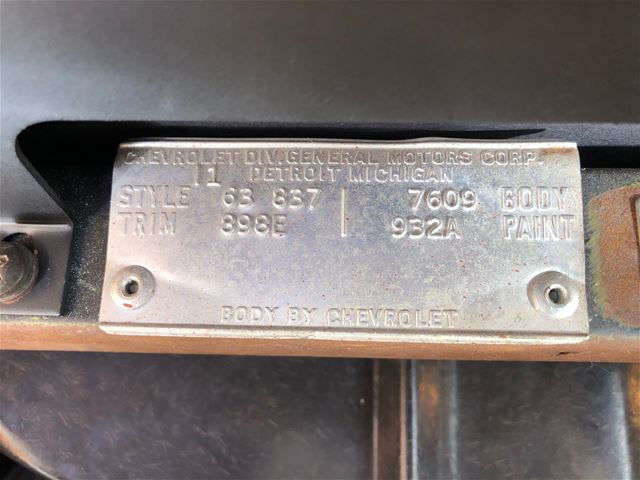 CHEVROLET DIV. GENERAL MOTORS CORP.
11 DETROIT MICHIGAN
STYLE 63 837 7609 BODY
TRIM 898E 932A PAINT
BODY BY CHEVROLET